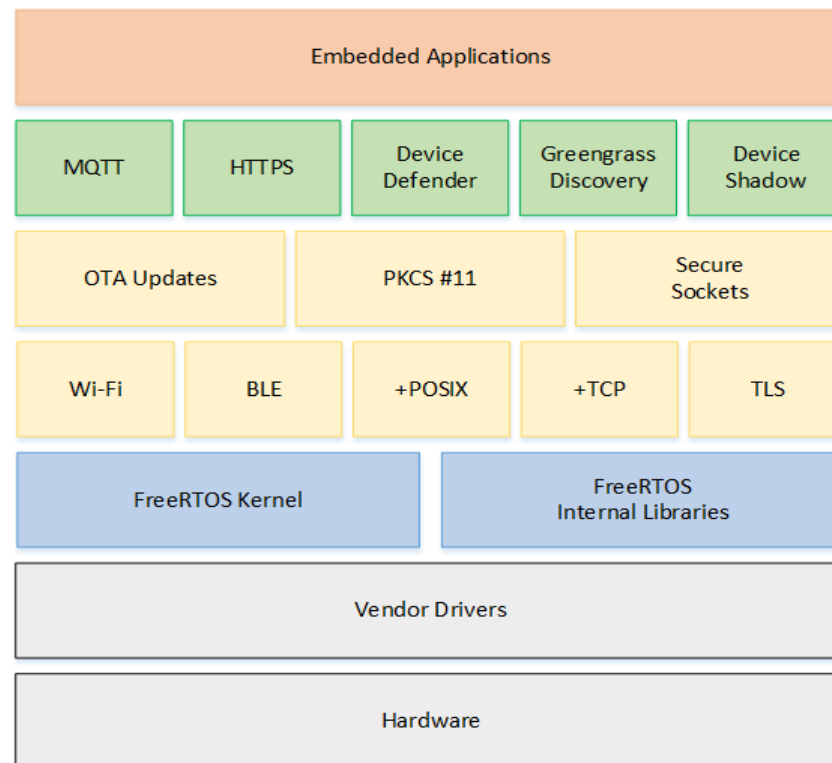 Embedded Applications
MQTT
HTTPS
Device
Defender
Greengrass
Discovery
Device
Shadow
OTA Updates
PKCS #11
Secure
Sockets
Wi-Fi
BLE
+POSIX
+TCP
TLS
FreeRTOS Kernel
FreeRTOS
Internal Libraries
Vendor Drivers
Hardware